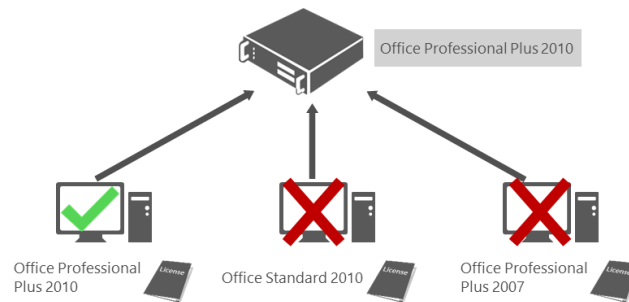 Office Professional Plus 2010
Office Professional
Plus 2010
License
Office Standard 2010
License
Office Professional
Plus 2007
License